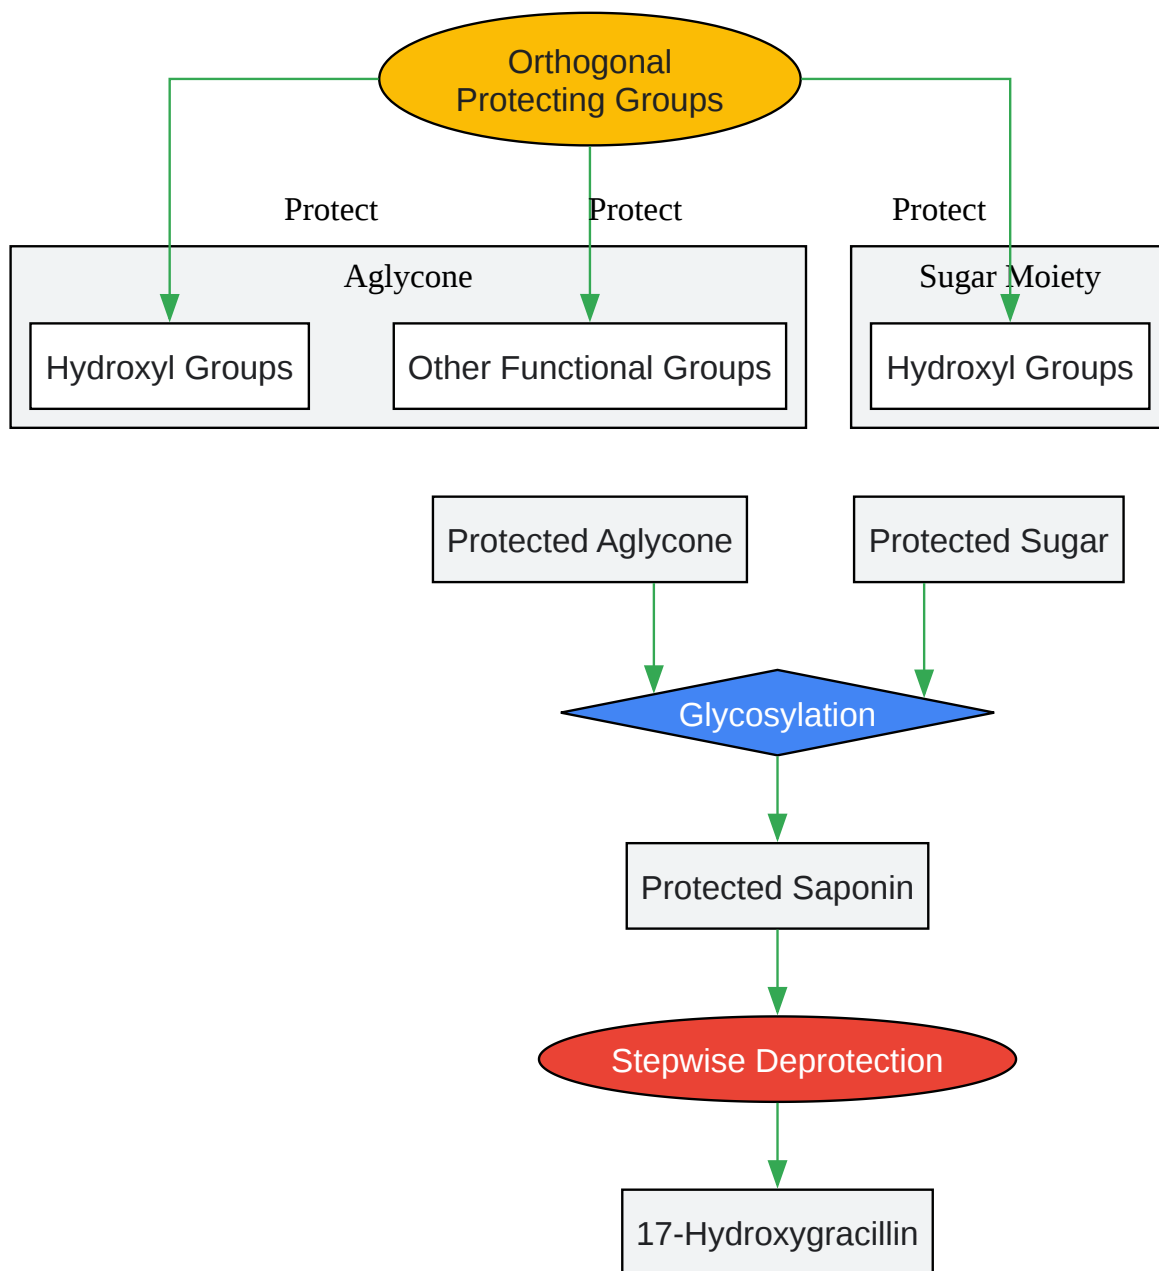 Orthogonal
Protecting Groups
Protect
Protect
Protect
Aglycone
Sugar Moiety
Hydroxyl Groups
Other Functional Groups
Hydroxyl Groups
Protected Aglycone
Protected Sugar
Glycosylation
Protected Saponin
Stepwise Deprotection
17-Hydroxygracillin